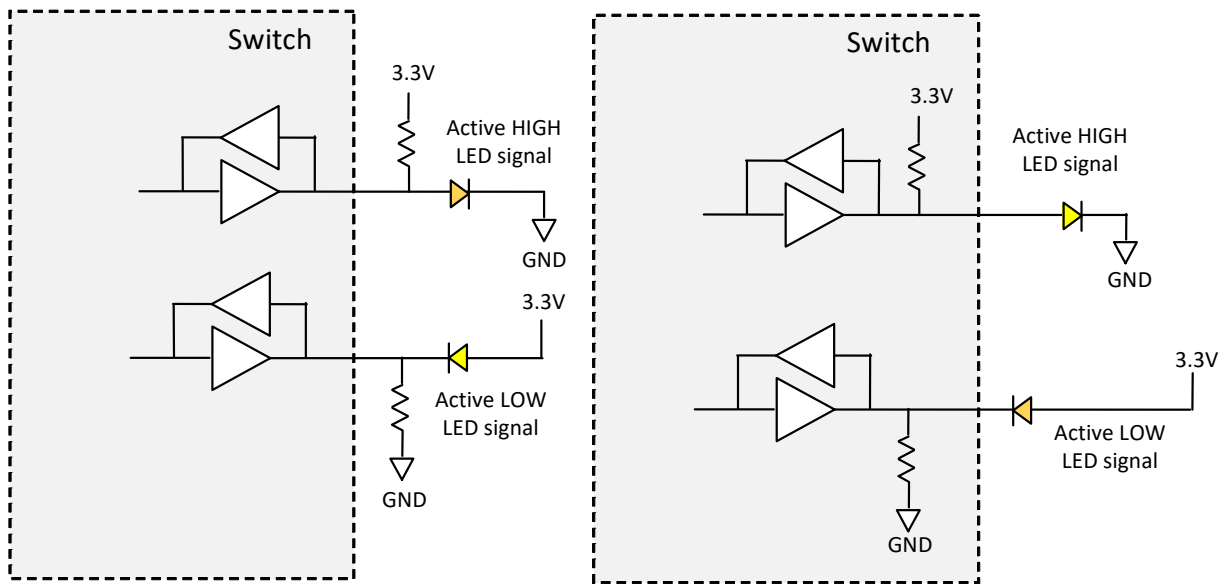 Switch
3.3V
Active HIGH
LED signal
GND
3.3V
Active LOW
LED signal
GND
Switch
3.3V
Active HIGH
LED signal
GND
3.3V
Active LOW
LED signal
GND